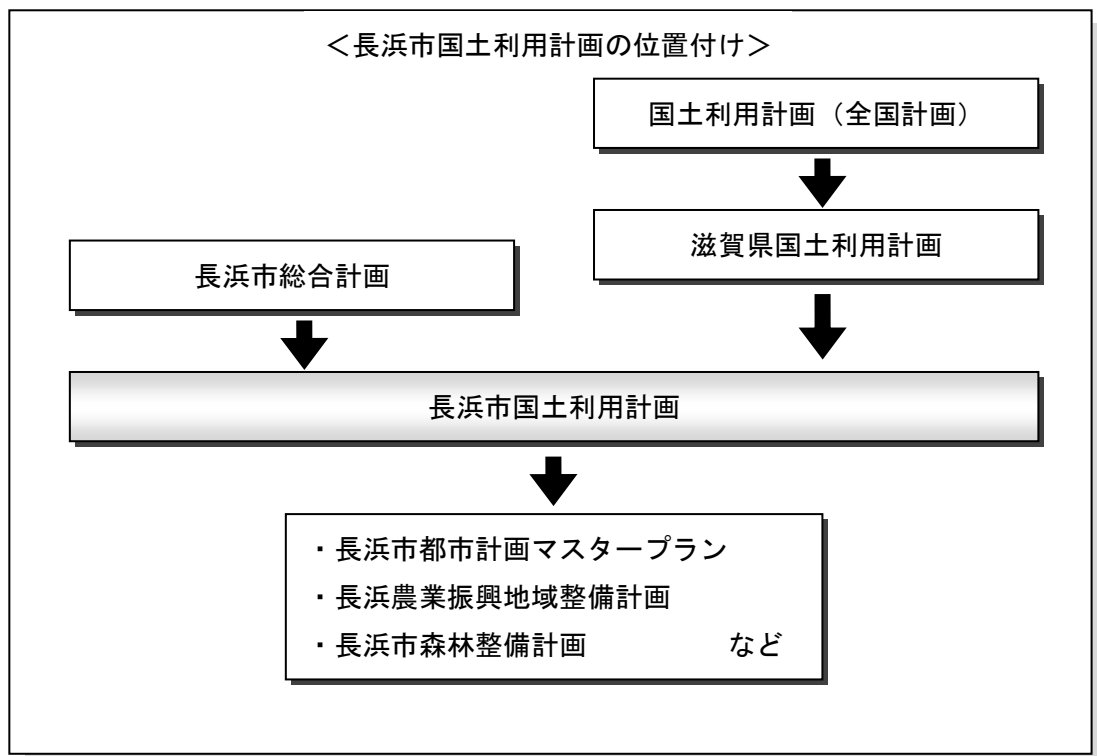 ＜長浜市国土利用計画の位置付け＞
国土利用計画（全国計画）
滋賀県国土利用計画
長浜市総合計画
長浜市国土利用計画
・長浜市都市計画マスタープラン
・長浜農業振興地域整備計画
・長浜市森林整備計画　　　　　など